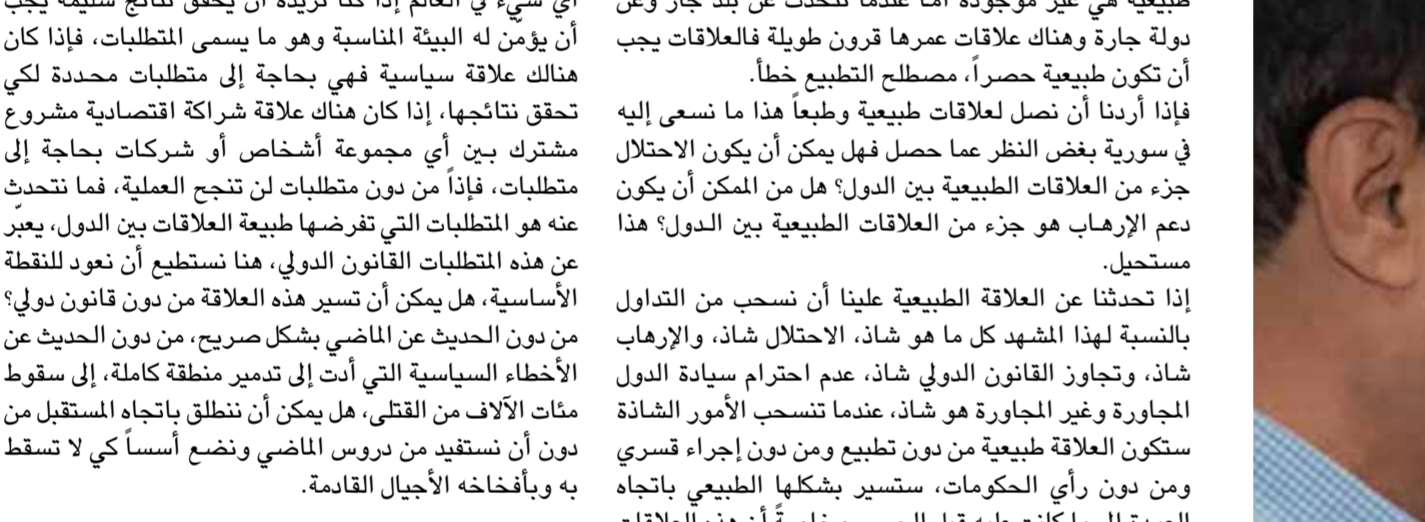 طبيعية هي غير موجودة أما عندما نتحدث عن بلد جار وعن
دولة جارة وهناك علاقات عمرها قرون طويلة فالعلاقات يجب
أن تكون طبيعية حصراً، مصطلح التطبيع خطأ.
فإذا أردنا أن نصل لعلاقات طبيعية وطبعاً هذا ما نسعى إليه
في سورية بغض النظر عما حصل فهل يمكن أن يكون الاحتلال
جزء من العلاقات الطبيعية بين الدول؟ هل من الممكن أن يكون
دعم الإرهاب هو جزء من العلاقات الطبيعية بين الدول؟ هذا
مستحيل.
إذا تحدثنا عن العلاقة الطبيعية علينا أن نسحب من التداول
بالنسبة لهذا المشهد كل ما هو شاذ، الاحتلال شاذ، والإرهاب
شاذ، وتجاوز القانون الدولي شاذ، عدم احترام سيادة الدول
المجاورة وغير المجاورة هو شاذ، عندما تنسحب الأمور الشاذة
ستكون العلاقة طبيعية من دون تطبيع ومن دون إجراء قسري
ومن دون رأي الحكومات، ستسير بشكلها الطبيعي باتجاه
أي شيء في العالم إذا كنا نريده أن يحقق نتائج سليمة يجب
أن يؤمّن له البيئة المناسبة وهو ما يسمى المتطلبات، فإذا كان
هنالك علاقة سياسية فهي بحاجة إلى متطلبات محددة لكي
تحقق نتائجها، إذا كان هناك علاقة شراكة اقتصادية مشروع
مشترك بين أي مجموعة أشخاص أو شركات بحاجة إلى
متطلبات، فإذاً من دون متطلبات لن تنجح العملية، فما نتحدث
عنه هو المتطلبات التي تفرضها طبيعة العلاقات بين الدول، يعبّر
عن هذه المتطلبات القانون الدولي، هنا نستطيع أن نعود للنقطة
الأساسية، هل يمكن أن تسير هذه العلاقة من دون قانون دولي؟
من دون الحديث عن الماضي بشكل صريح، من دون الحديث عن
الأخطاء السياسية التي أدت إلى تدمير منطقة كاملة، إلى سقوط
مئات الآلاف من القتلى، هل يمكن أن ننطلق باتجاه المستقبل من
دون أن نستفيد من دروس الماضي ونضع أسساً كي لا تسقط
به وبأفخاخه الأجيال القادمة.